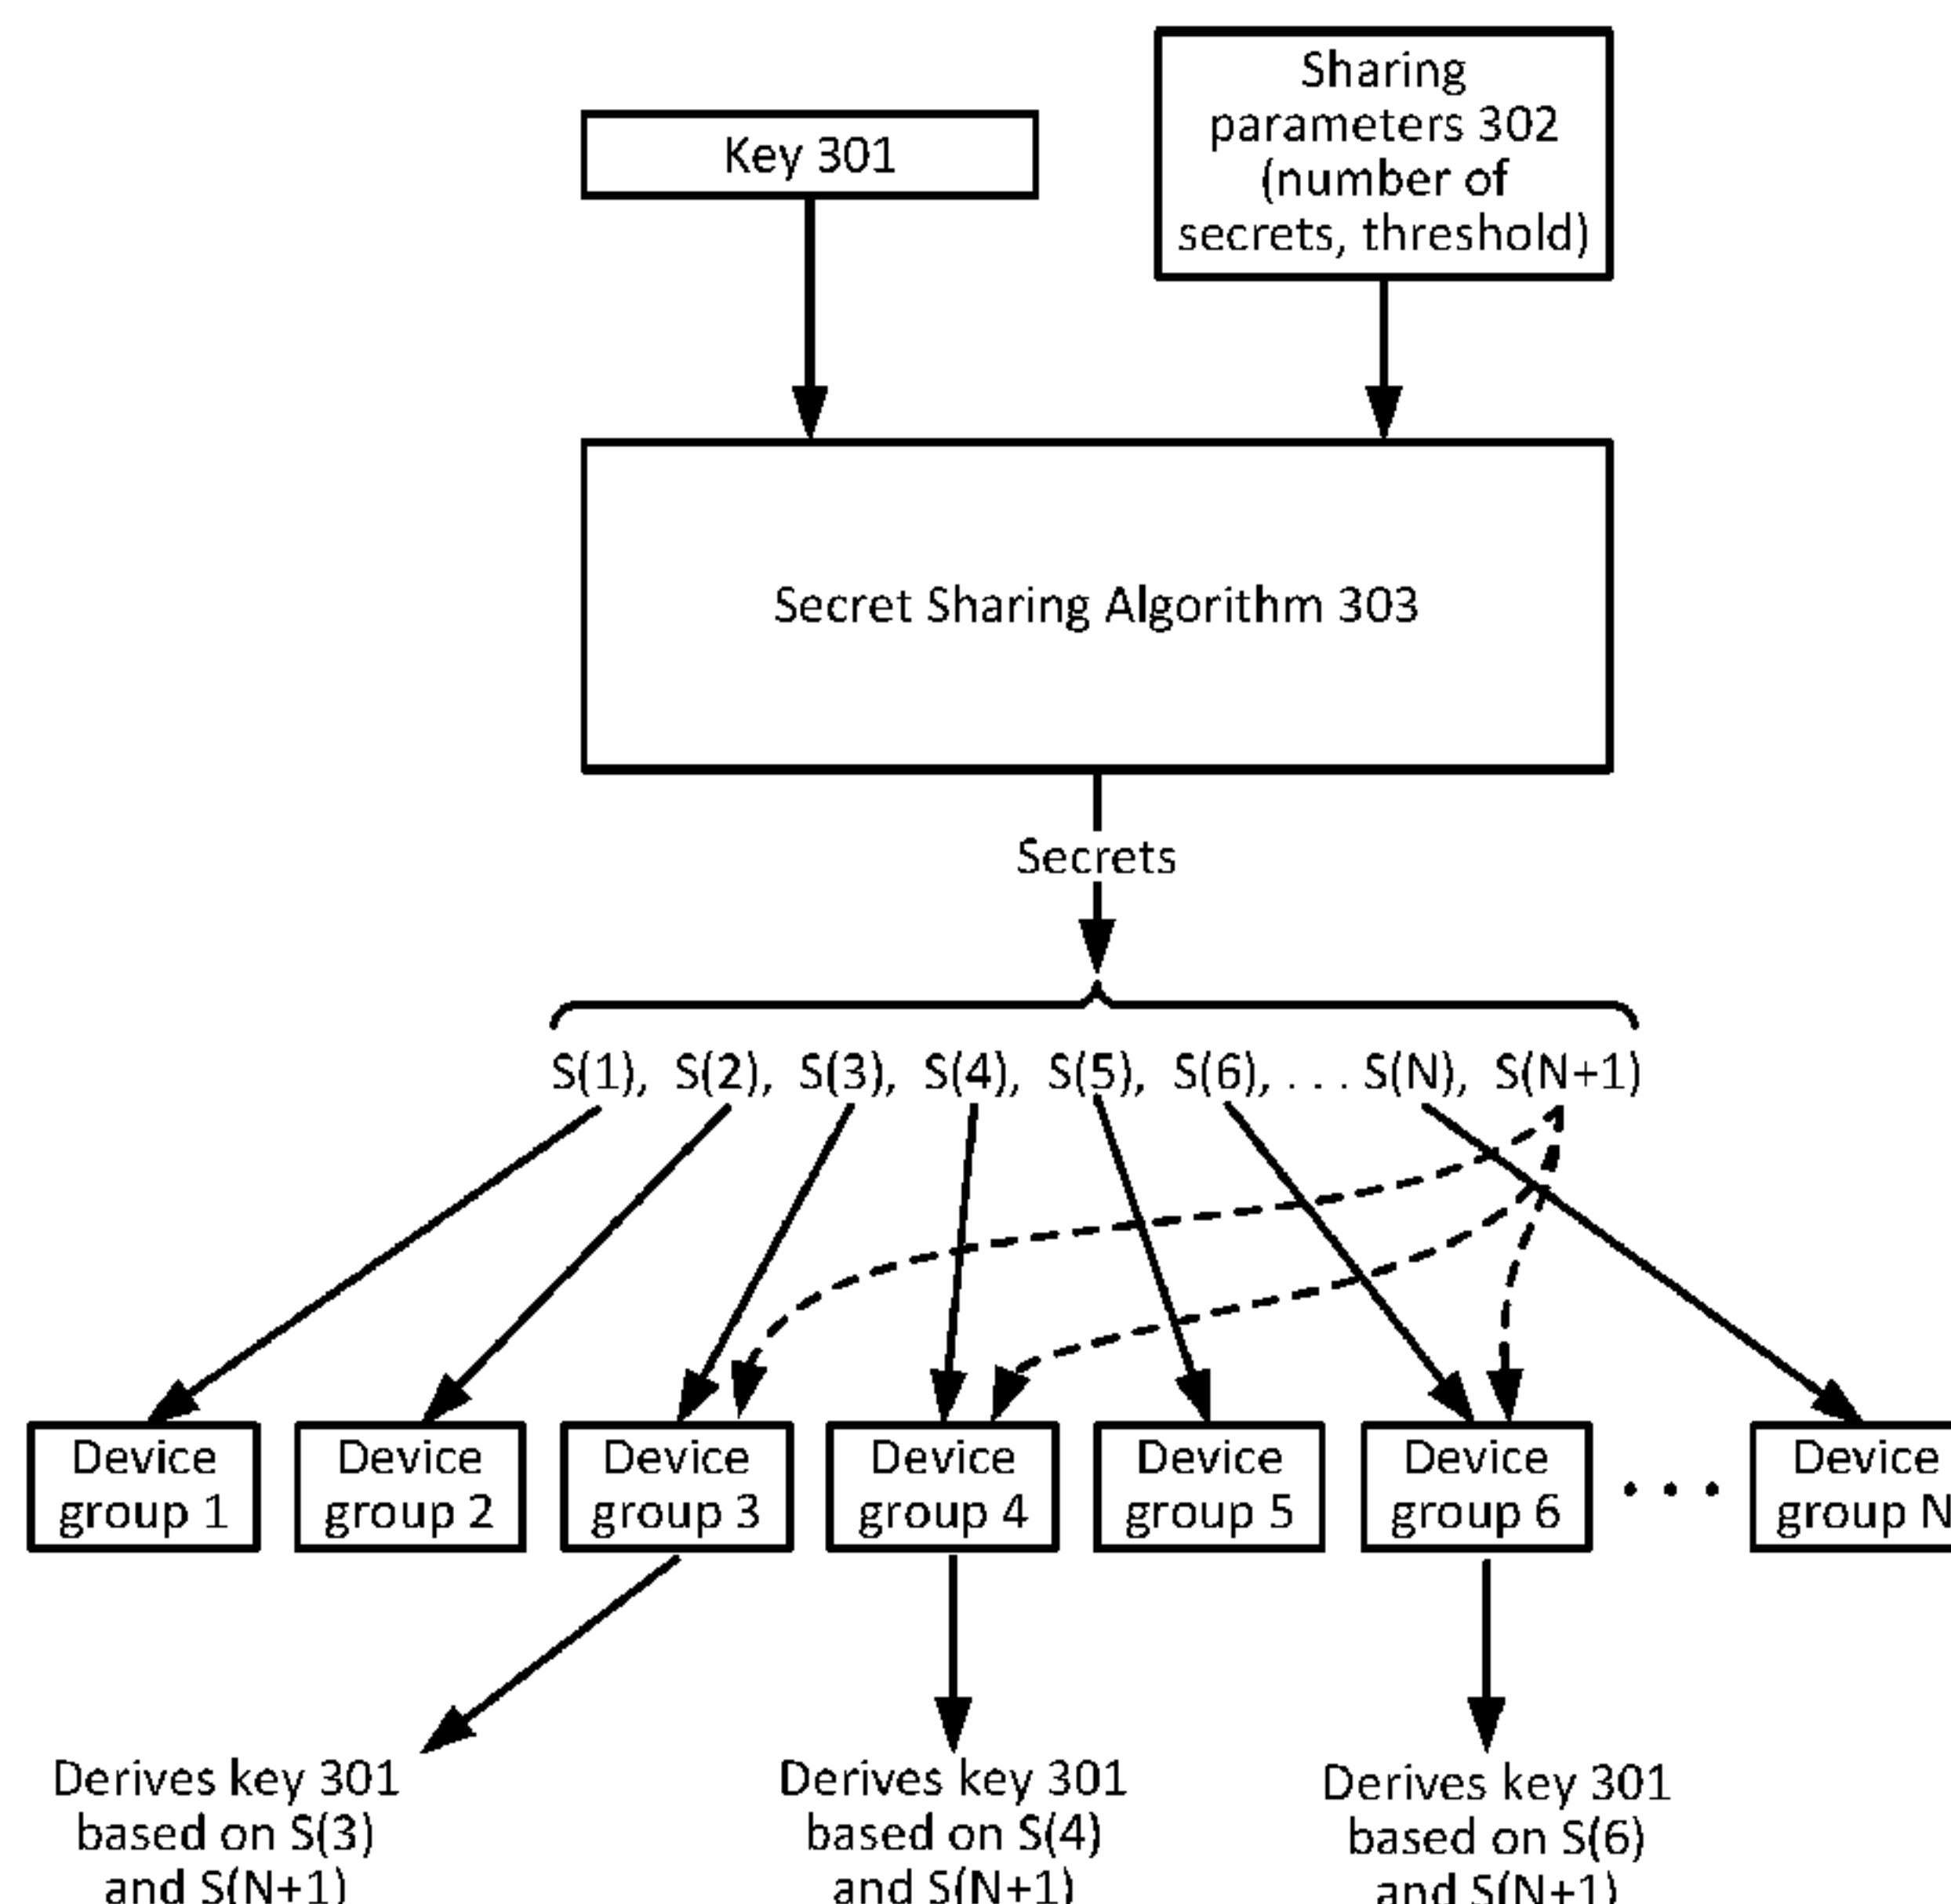 Key 301
Sharing
parameters 302
(number of
secrets, threshold)
Secret Sharing Algorithm 303
Secrets
S(1), S(2), S(3), S(4), S(5), S(6), . . . S(N), S(N+1)
Device
group 1
Device
group 2
Device
group 3
Device
group 4
Device
group 5
Device
group 6
. . .
Device
group N
Derives key 301
based on S(3)
and S(N+1)
Derives key 301
based on S(4)
and S(N+1)
Derives key 301
based on S(6)
and S(N+1)